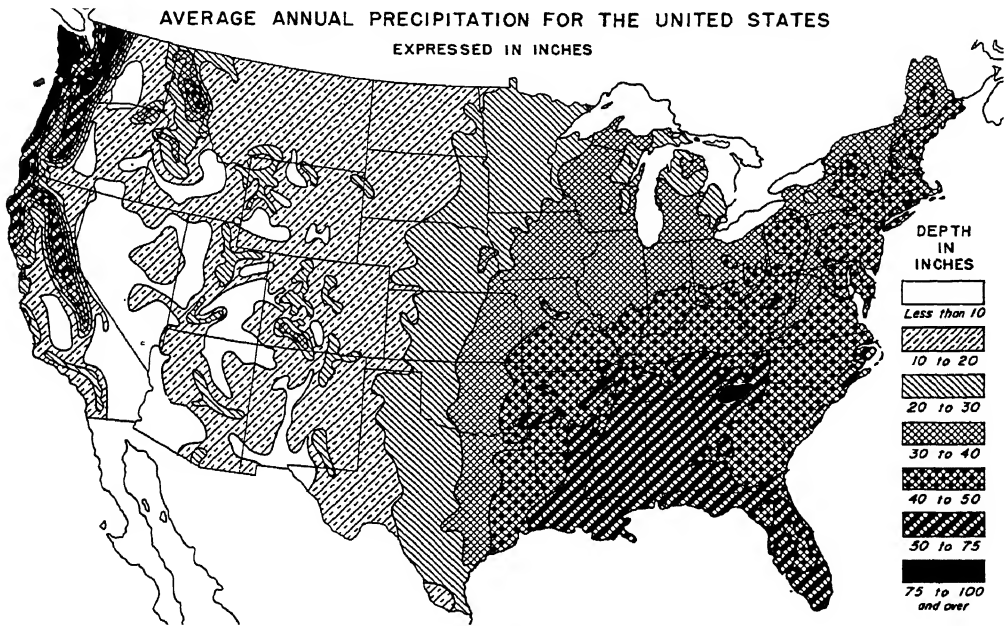 AVERAGE ANNUAL PRECIPITATION FOR THE UNITED STATES
EXPRESSED IN INCHES
DEPTH
IN
INCHES
Less than 10
10 to 20
20 to 30
30 to 40
40 to 50
50 to 75
75 to 100
and over